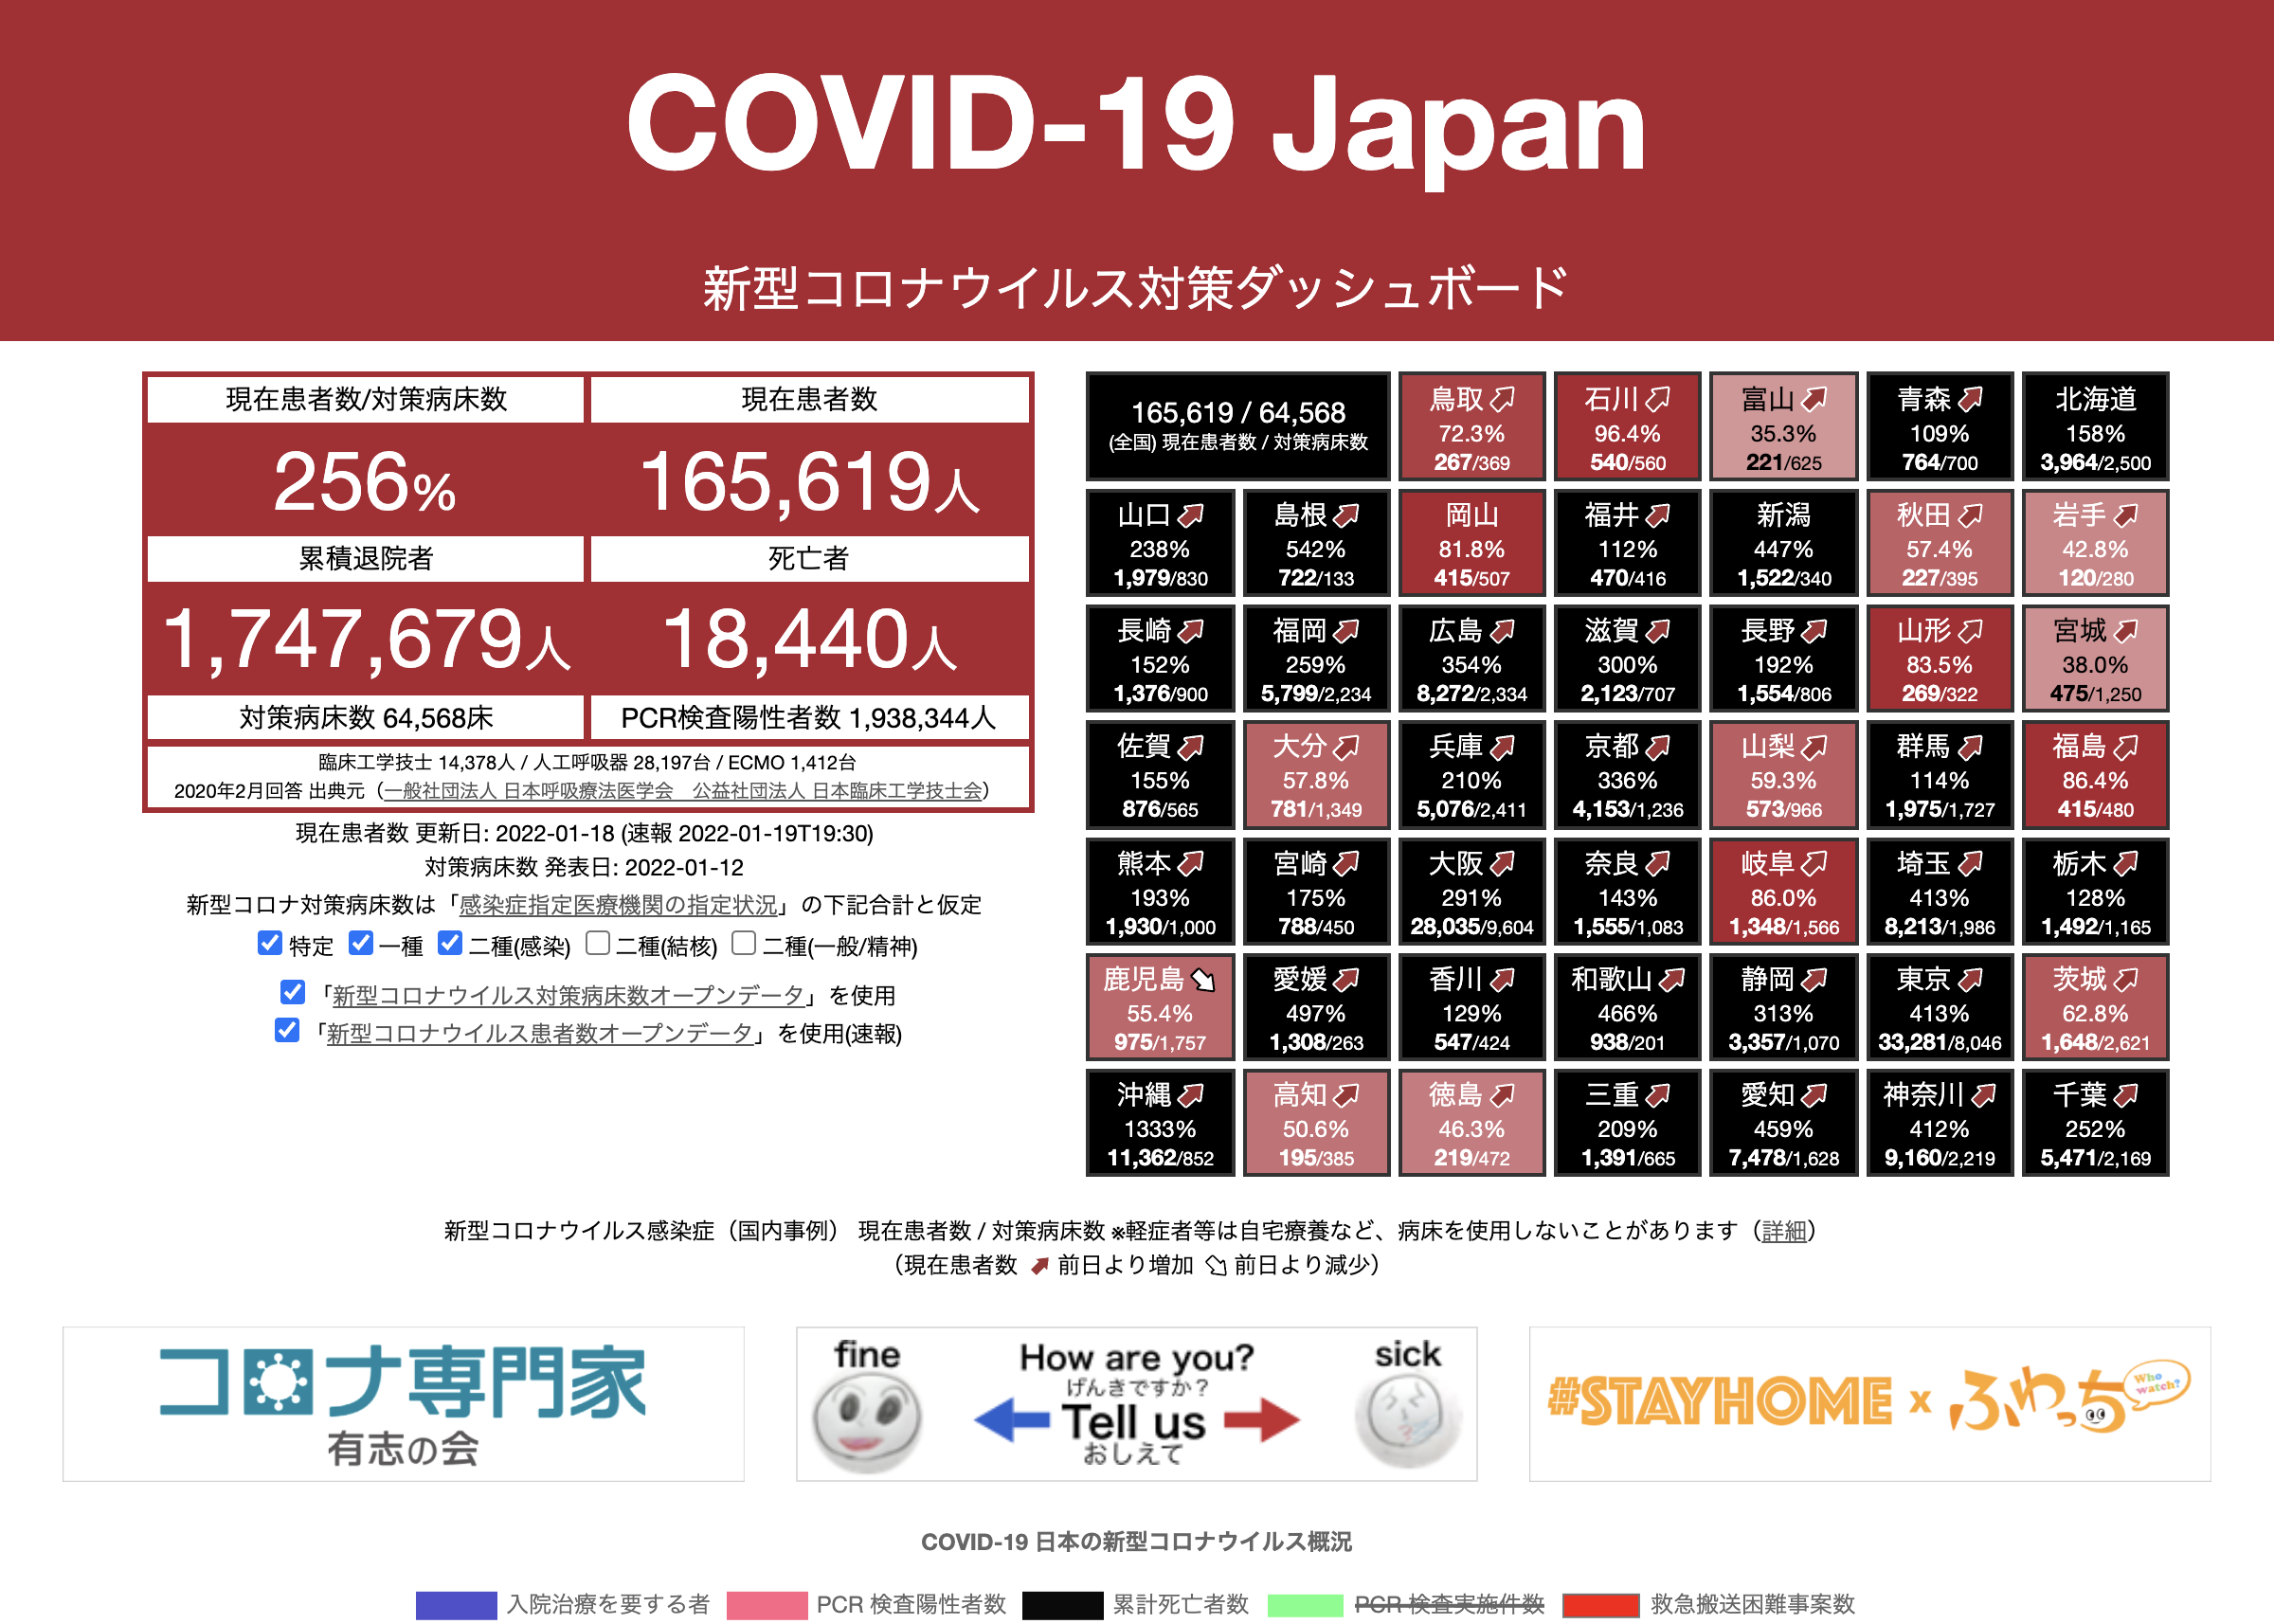 COVID-19 Japan
新型コロナウイルス対策ダッシュボード
現在患者数/対策病床数
現在患者数
256%
165,619人
累積退院者
死亡者
1,747,679人
18,440人
対策病床数 64,568床
PCR検査陽性者数 1,938,344人
臨床工学技士 14,378人 / 人工呼吸器 28,197台 / ECMO 1,412台
2020年2月回答 出典元（一般社団法人 日本呼吸療法医学会　公益社団法人 日本臨床工学技士会）
現在患者数 更新日: 2022-01-18 (速報 2022-01-19T19:30)
対策病床数 発表日: 2022-01-12
新型コロナ対策病床数は「感染症指定医療機関の指定状況」の下記合計と仮定
特定 一種 二種(感染) 二種(結核) 二種(一般/精神)
「新型コロナウイルス対策病床数オープンデータ」を使用
「新型コロナウイルス患者数オープンデータ」を使用(速報)
165,619 / 64,568
(全国) 現在患者数 / 対策病床数
鳥取
72.3%
267/369
石川
96.4%
540/560
富山
35.3%
221/625
青森
109%
764/700
北海道
158%
3,964/2,500
山口
238%
1,979/830
島根
542%
722/133
岡山
81.8%
415/507
福井
112%
470/416
新潟
447%
1,522/340
秋田
57.4%
227/395
岩手
42.8%
120/280
長崎
152%
1,376/900
福岡
259%
5,799/2,234
広島
354%
8,272/2,334
滋賀
300%
2,123/707
長野
192%
1,554/806
山形
83.5%
269/322
宮城
38.0%
475/1,250
佐賀
155%
876/565
大分
57.8%
781/1,349
兵庫
210%
5,076/2,411
京都
336%
4,153/1,236
山梨
59.3%
573/966
群馬
114%
1,975/1,727
福島
86.4%
415/480
熊本
193%
1,930/1,000
宮崎
175%
788/450
大阪
291%
28,035/9,604
奈良
143%
1,555/1,083
岐阜
86.0%
1,348/1,566
埼玉
413%
8,213/1,986
栃木
128%
1,492/1,165
鹿児島
55.4%
975/1,757
愛媛
497%
1,308/263
香川
129%
547/424
和歌山
466%
938/201
静岡
313%
3,357/1,070
東京
413%
33,281/8,046
茨城
62.8%
1,648/2,621
沖縄
1333%
11,362/852
高知
50.6%
195/385
徳島
46.3%
219/472
三重
209%
1,391/665
愛知
459%
7,478/1,628
神奈川
412%
9,160/2,219
千葉
252%
5,471/2,169
新型コロナウイルス感染症（国内事例） 現在患者数 / 対策病床数 ※軽症者等は自宅療養など、病床を使用しないことがあります（詳細）
（現在患者数 前日より増加 前日より減少）
コロナ専門家
有志の会
fine
How are you?
げんきですか？
Tell us
おしえて
sick
#STAYHOME x ふわっち
Who watch?
COVID-19 日本の新型コロナウイルス概況
入院治療を要する者 PCR 検査陽性者数 累計死亡者数 PCR 検査実施件数 救急搬送困難事案数